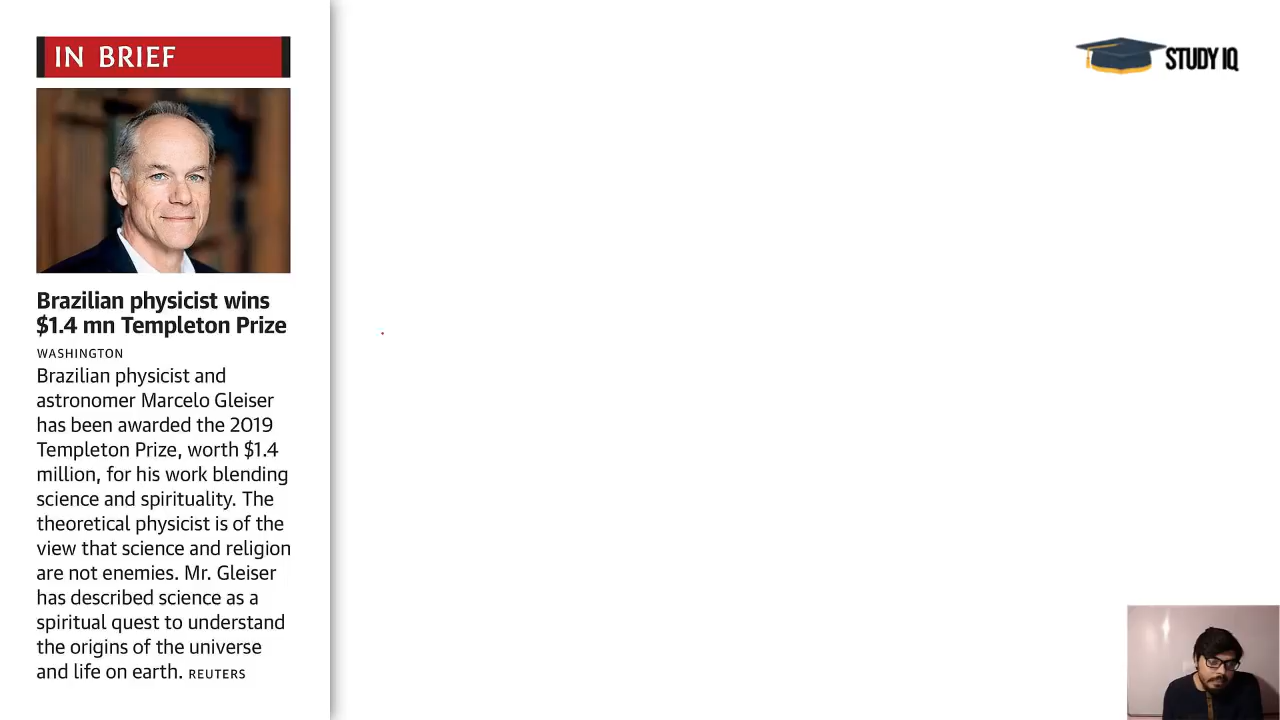 IN BRIEF
Brazilian physicist wins
$1.4 mn Templeton Prize
WASHINGTON
Brazilian physicist and
astronomer Marcelo Gleiser
has been awarded the 2019
Templeton Prize, worth $1.4
million, for his work blending
science and spirituality. The
theoretical physicist is of the
view that science and religion
are not enemies. Mr. Gleiser
has described science as a
spiritual quest to understand
the origins of the universe
and life on earth. REUTERS
STUDY IQ